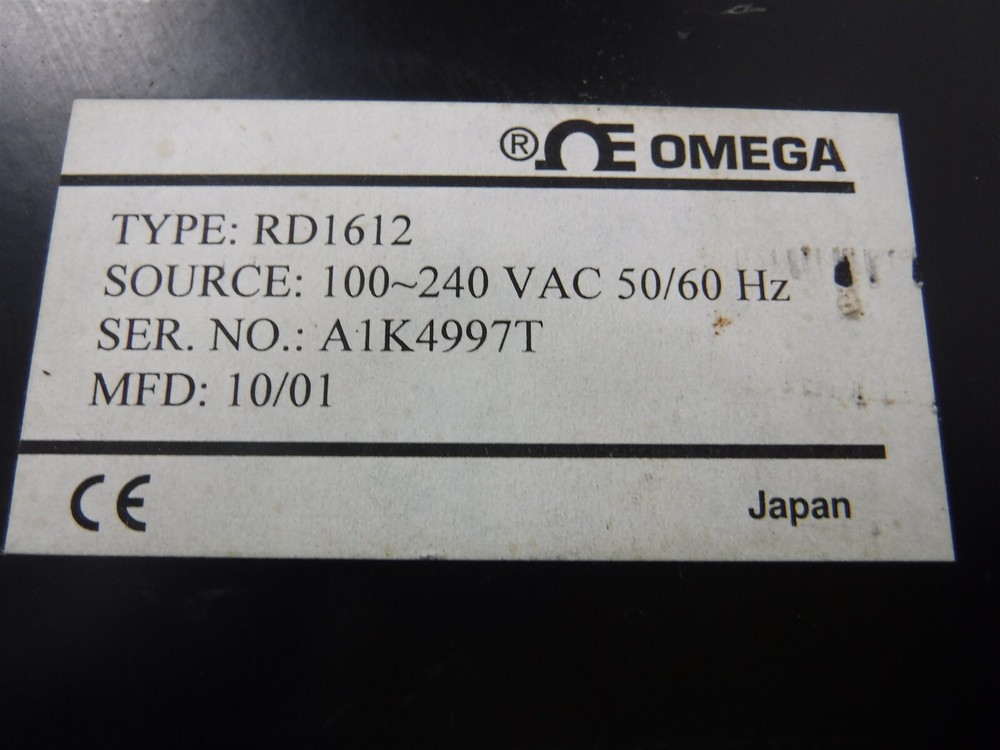 ® ΩE OMEGA
TYPE: RD1612
SOURCE: 100~240 VAC 50/60 Hz
SER. NO.: A1K4997T
MFD: 10/01
CE
Japan